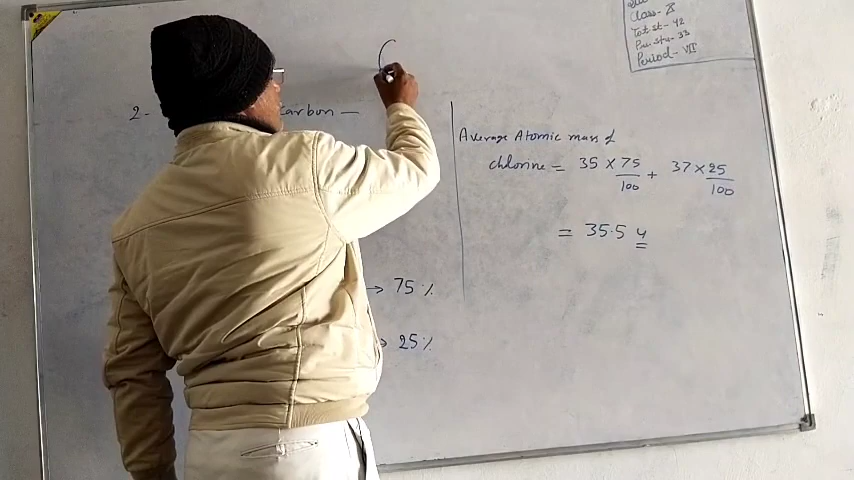 Class- X
Tot st- 42
Pre. stu- 33
Period- VII
2- Carbon —
(
→ 75 %
→ 25 %
Average Atomic mass of
chlorine = 35 × 75/100 + 37 × 25/100
= 35.5 u